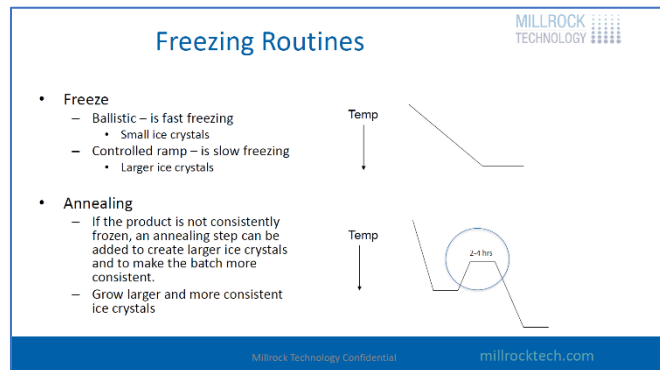 MILLROCK
TECHNOLOGY
Freezing Routines
• Freeze
– Ballistic – is fast freezing
• Small ice crystals
– Controlled ramp – is slow freezing
• Larger ice crystals
Temp
• Annealing
– If the product is not consistently
frozen, an annealing step can be
added to create larger ice crystals
and to make the batch more
consistent.
– Grow larger and more consistent
ice crystals
Temp
2-4 hrs
Millrock Technology Confidential
millrocktech.com